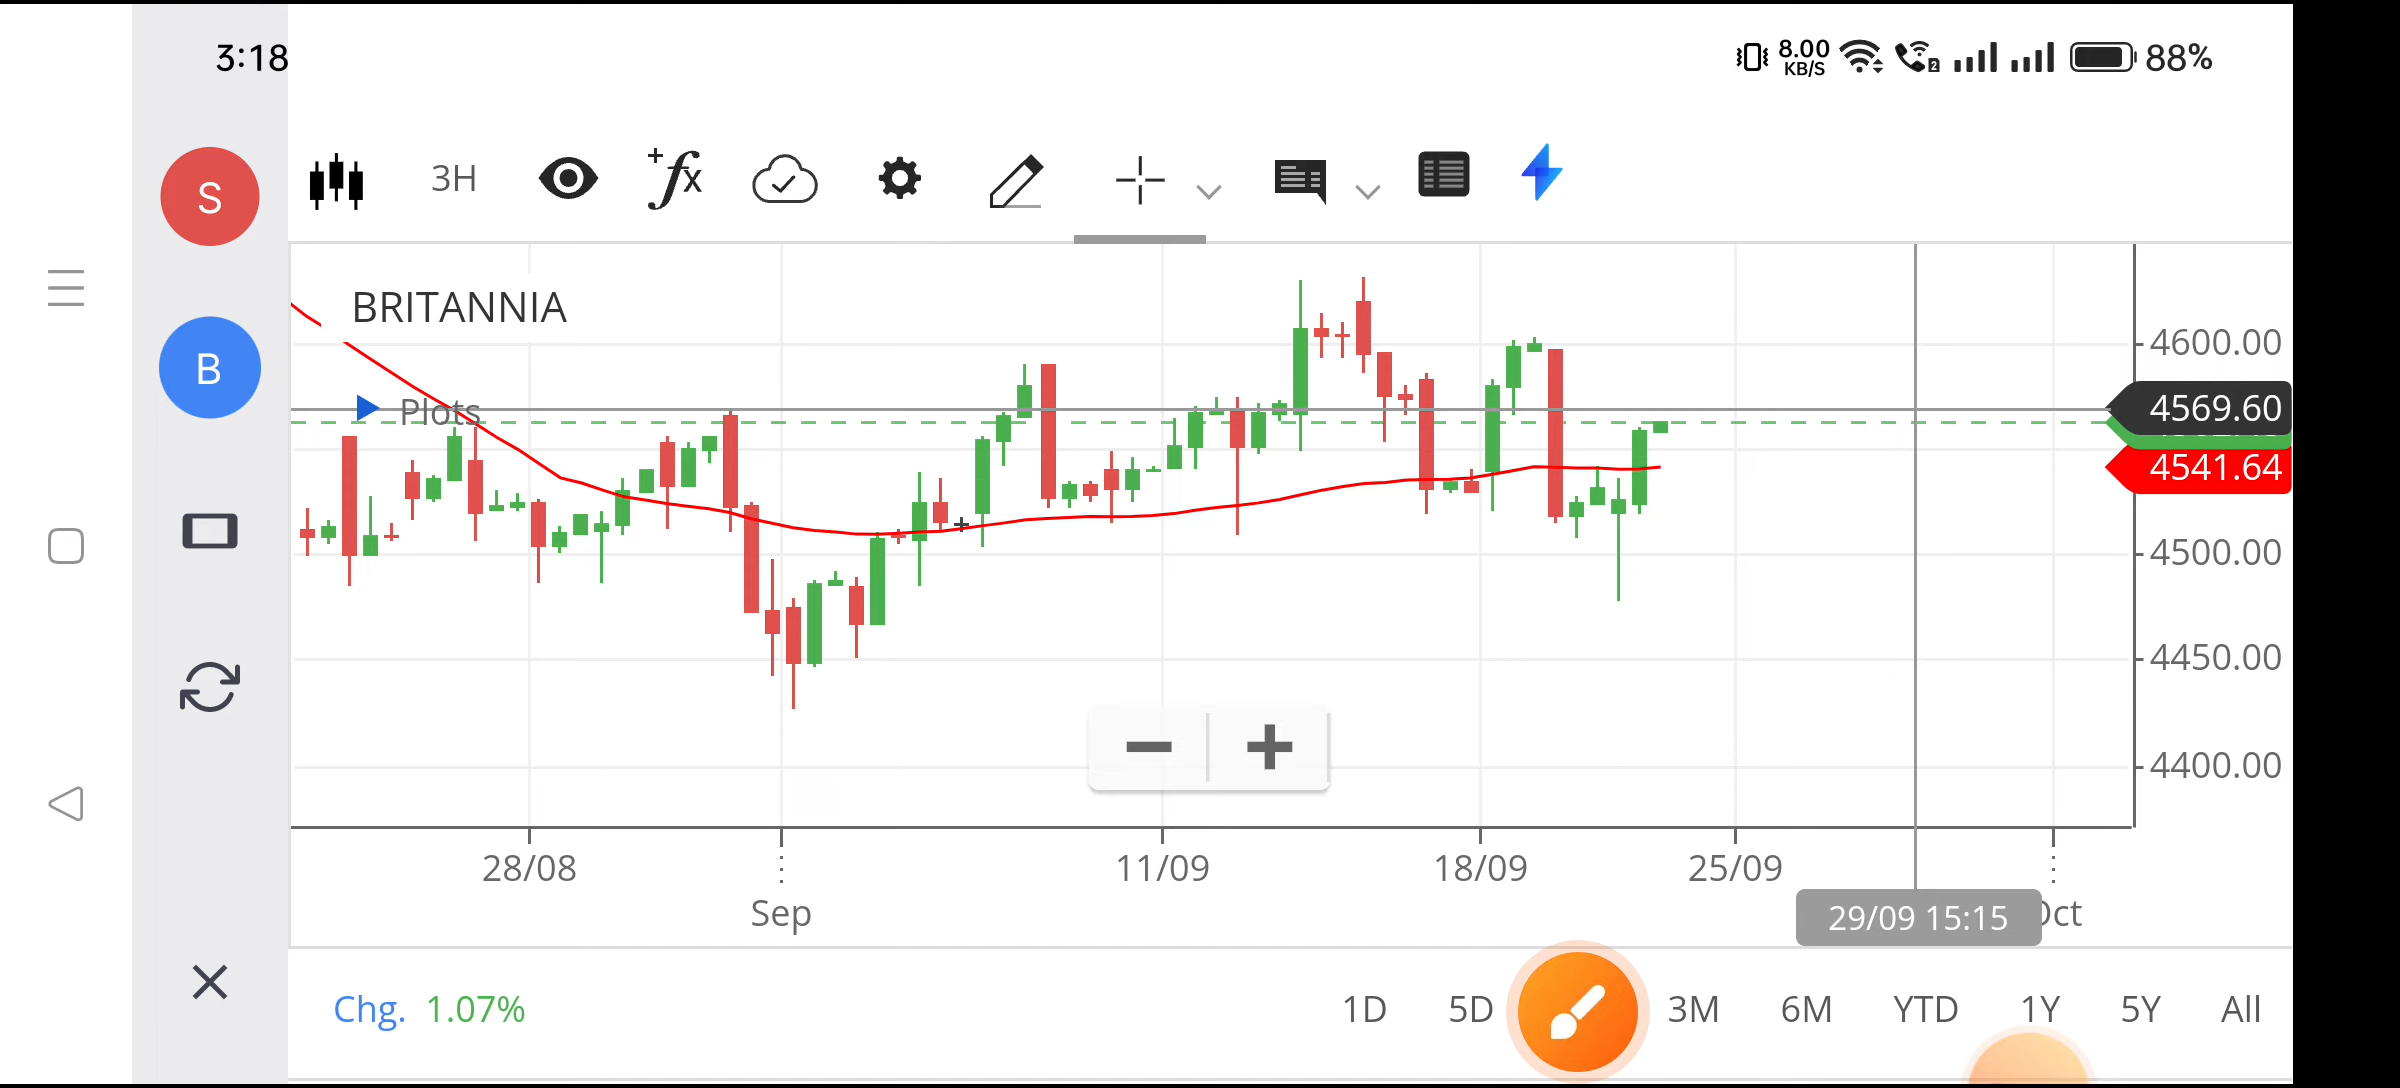 3:18
8.00
KB/S
2
88%
S
3H
fx
B
BRITANNIA
Plots
4600.00
4569.60
4541.64
4500.00
4450.00
4400.00
28/08
11/09
18/09
25/09
Sep
29/09 15:15
Chg. 1.07%
1D 5D 3M 6M YTD 1Y 5Y All